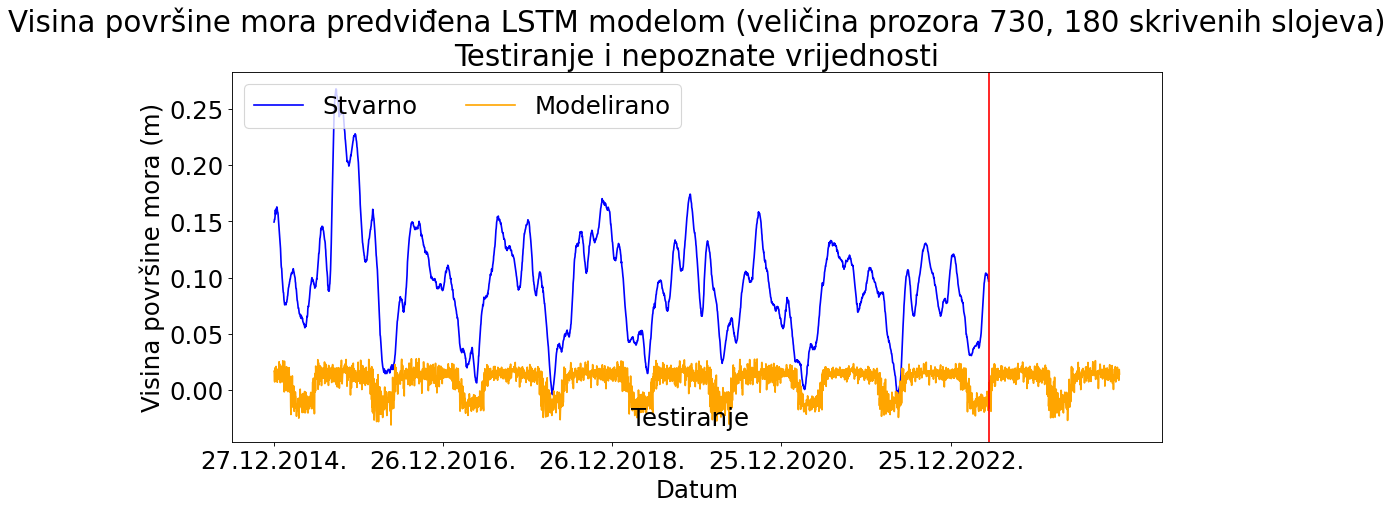 Visina površine mora predviđena LSTM modelom (veličina prozora 730, 180 skrivenih slojeva)
Testiranje i nepoznate vrijednosti
Stvarno Modelirano
Visina površine mora (m)
0.25
0.20
0.15
0.10
0.05
0.00
Testiranje
27.12.2014. 26.12.2016. 26.12.2018. 25.12.2020. 25.12.2022.
Datum